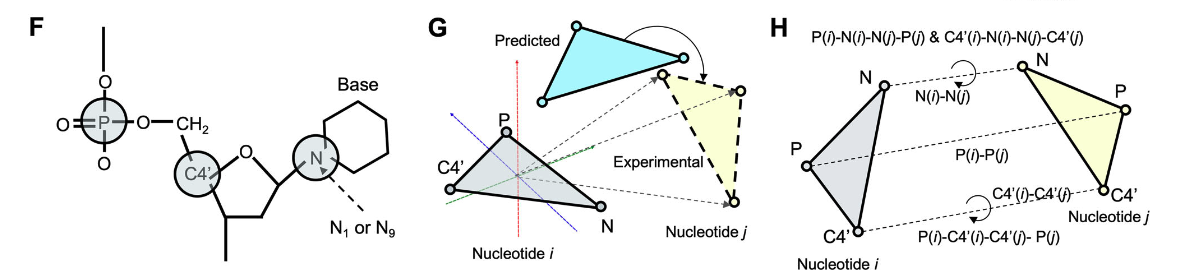 F
O
O=P—O—CH2
O
C4'
O
N
Base
N1 or N9
G
Predicted
P
C4'
N
Experimental
Nucleotide i
Nucleotide j
H
P(i)-N(i)-N(j)-P(j) & C4'(i)-N(i)-N(j)-C4'(j)
N
N
N(i)-N(j)
P
P
P(i)-P(j)
C4'(i)-C4'(j)
C4'
Nucleotide j
C4'
P(i)-C4'(i)-C4'(j)- P(j)
Nucleotide i